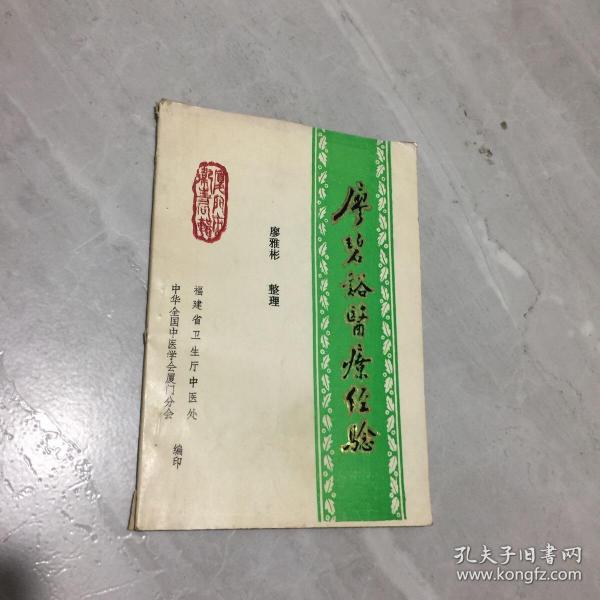 廖碧谿醫療经驗
廖雅彬 整理
福建省卫生厅中医处
中华全国中医学会厦门分会
编印
孔夫子旧书网
www.kongfz.com